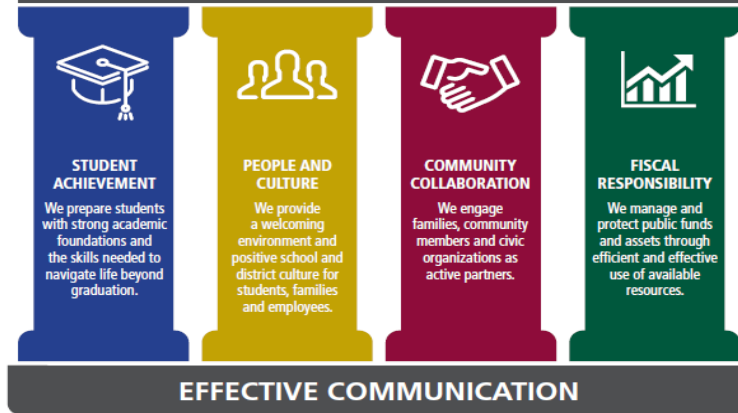 STUDENT
ACHIEVEMENT
We prepare students
with strong academic
foundations and
the skills needed to
navigate life beyond
graduation.
PEOPLE AND
CULTURE
We provide
a welcoming
environment and
positive school and
district culture for
students, families
and employees.
COMMUNITY
COLLABORATION
We engage
families, community
members and civic
organizations as
active partners.
FISCAL
RESPONSIBILITY
We manage and
protect public funds
and assets through
efficient and effective
use of available
resources.
EFFECTIVE COMMUNICATION